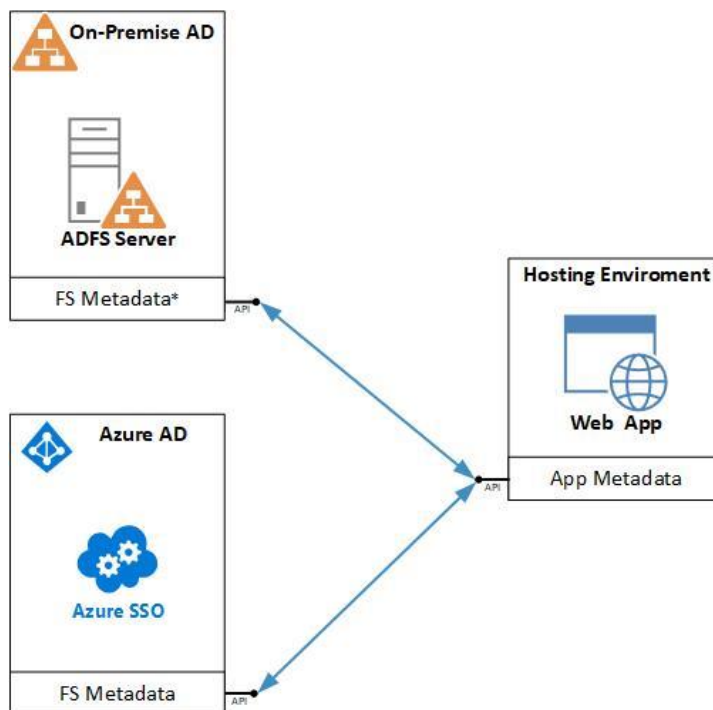 On-Premise AD
ADFS Server
FS Metadata*
API
Hosting Enviroment
Web App
App Metadata
API
Azure AD
Azure SSO
FS Metadata
API